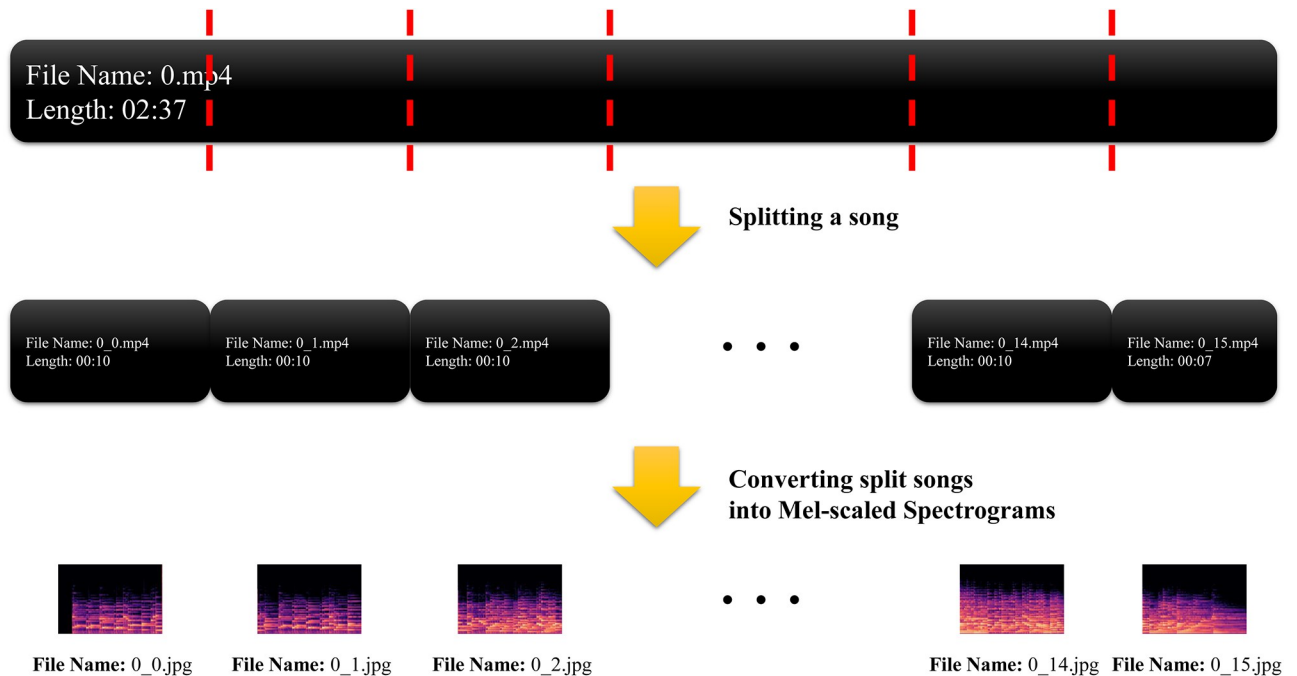 File Name: 0.mp4
Length: 02:37
Splitting a song
File Name: 0_0.mp4
Length: 00:10
File Name: 0_1.mp4
Length: 00:10
File Name: 0_2.mp4
Length: 00:10
• • •
File Name: 0_14.mp4
Length: 00:10
File Name: 0_15.mp4
Length: 00:07
Converting split songs
into Mel-scaled Spectrograms
• • •
File Name: 0_0.jpg
File Name: 0_1.jpg
File Name: 0_2.jpg
File Name: 0_14.jpg
File Name: 0_15.jpg